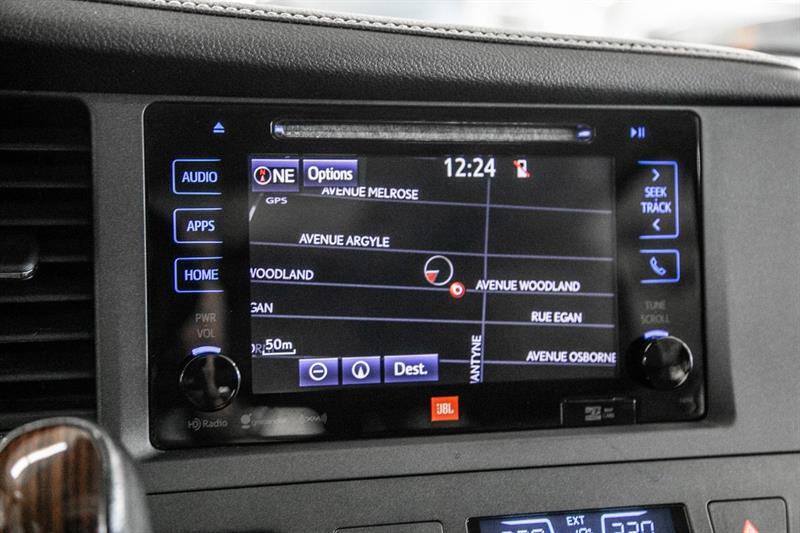 AUDIO
APPS
HOME
PWR
VOL
NE Options
GPS
12:24
AVENUE MELROSE
AVENUE ARGYLE
WOODLAND
AVENUE WOODLAND
GAN
RUE EGAN
50m
ANTYNE
AVENUE OSBORNE
Dest.
SEEK
TRACK
TUNE
SCROLL
HD Radio
JBL
EXT